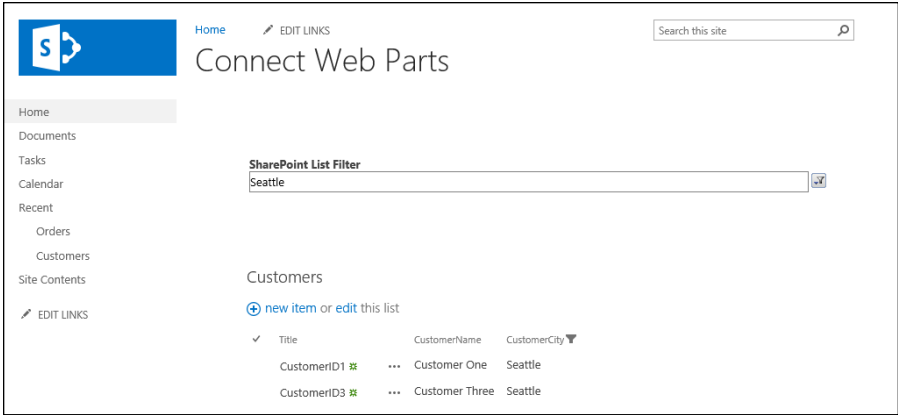 S
Home EDIT LINKS Search this site
Connect Web Parts
Home
Documents
Tasks
Calendar
Recent
Orders
Customers
Site Contents
EDIT LINKS
SharePoint List Filter
Seattle
Customers
new item or edit this list
Title CustomerName CustomerCity
CustomerID1 ... Customer One Seattle
CustomerID3 ... Customer Three Seattle